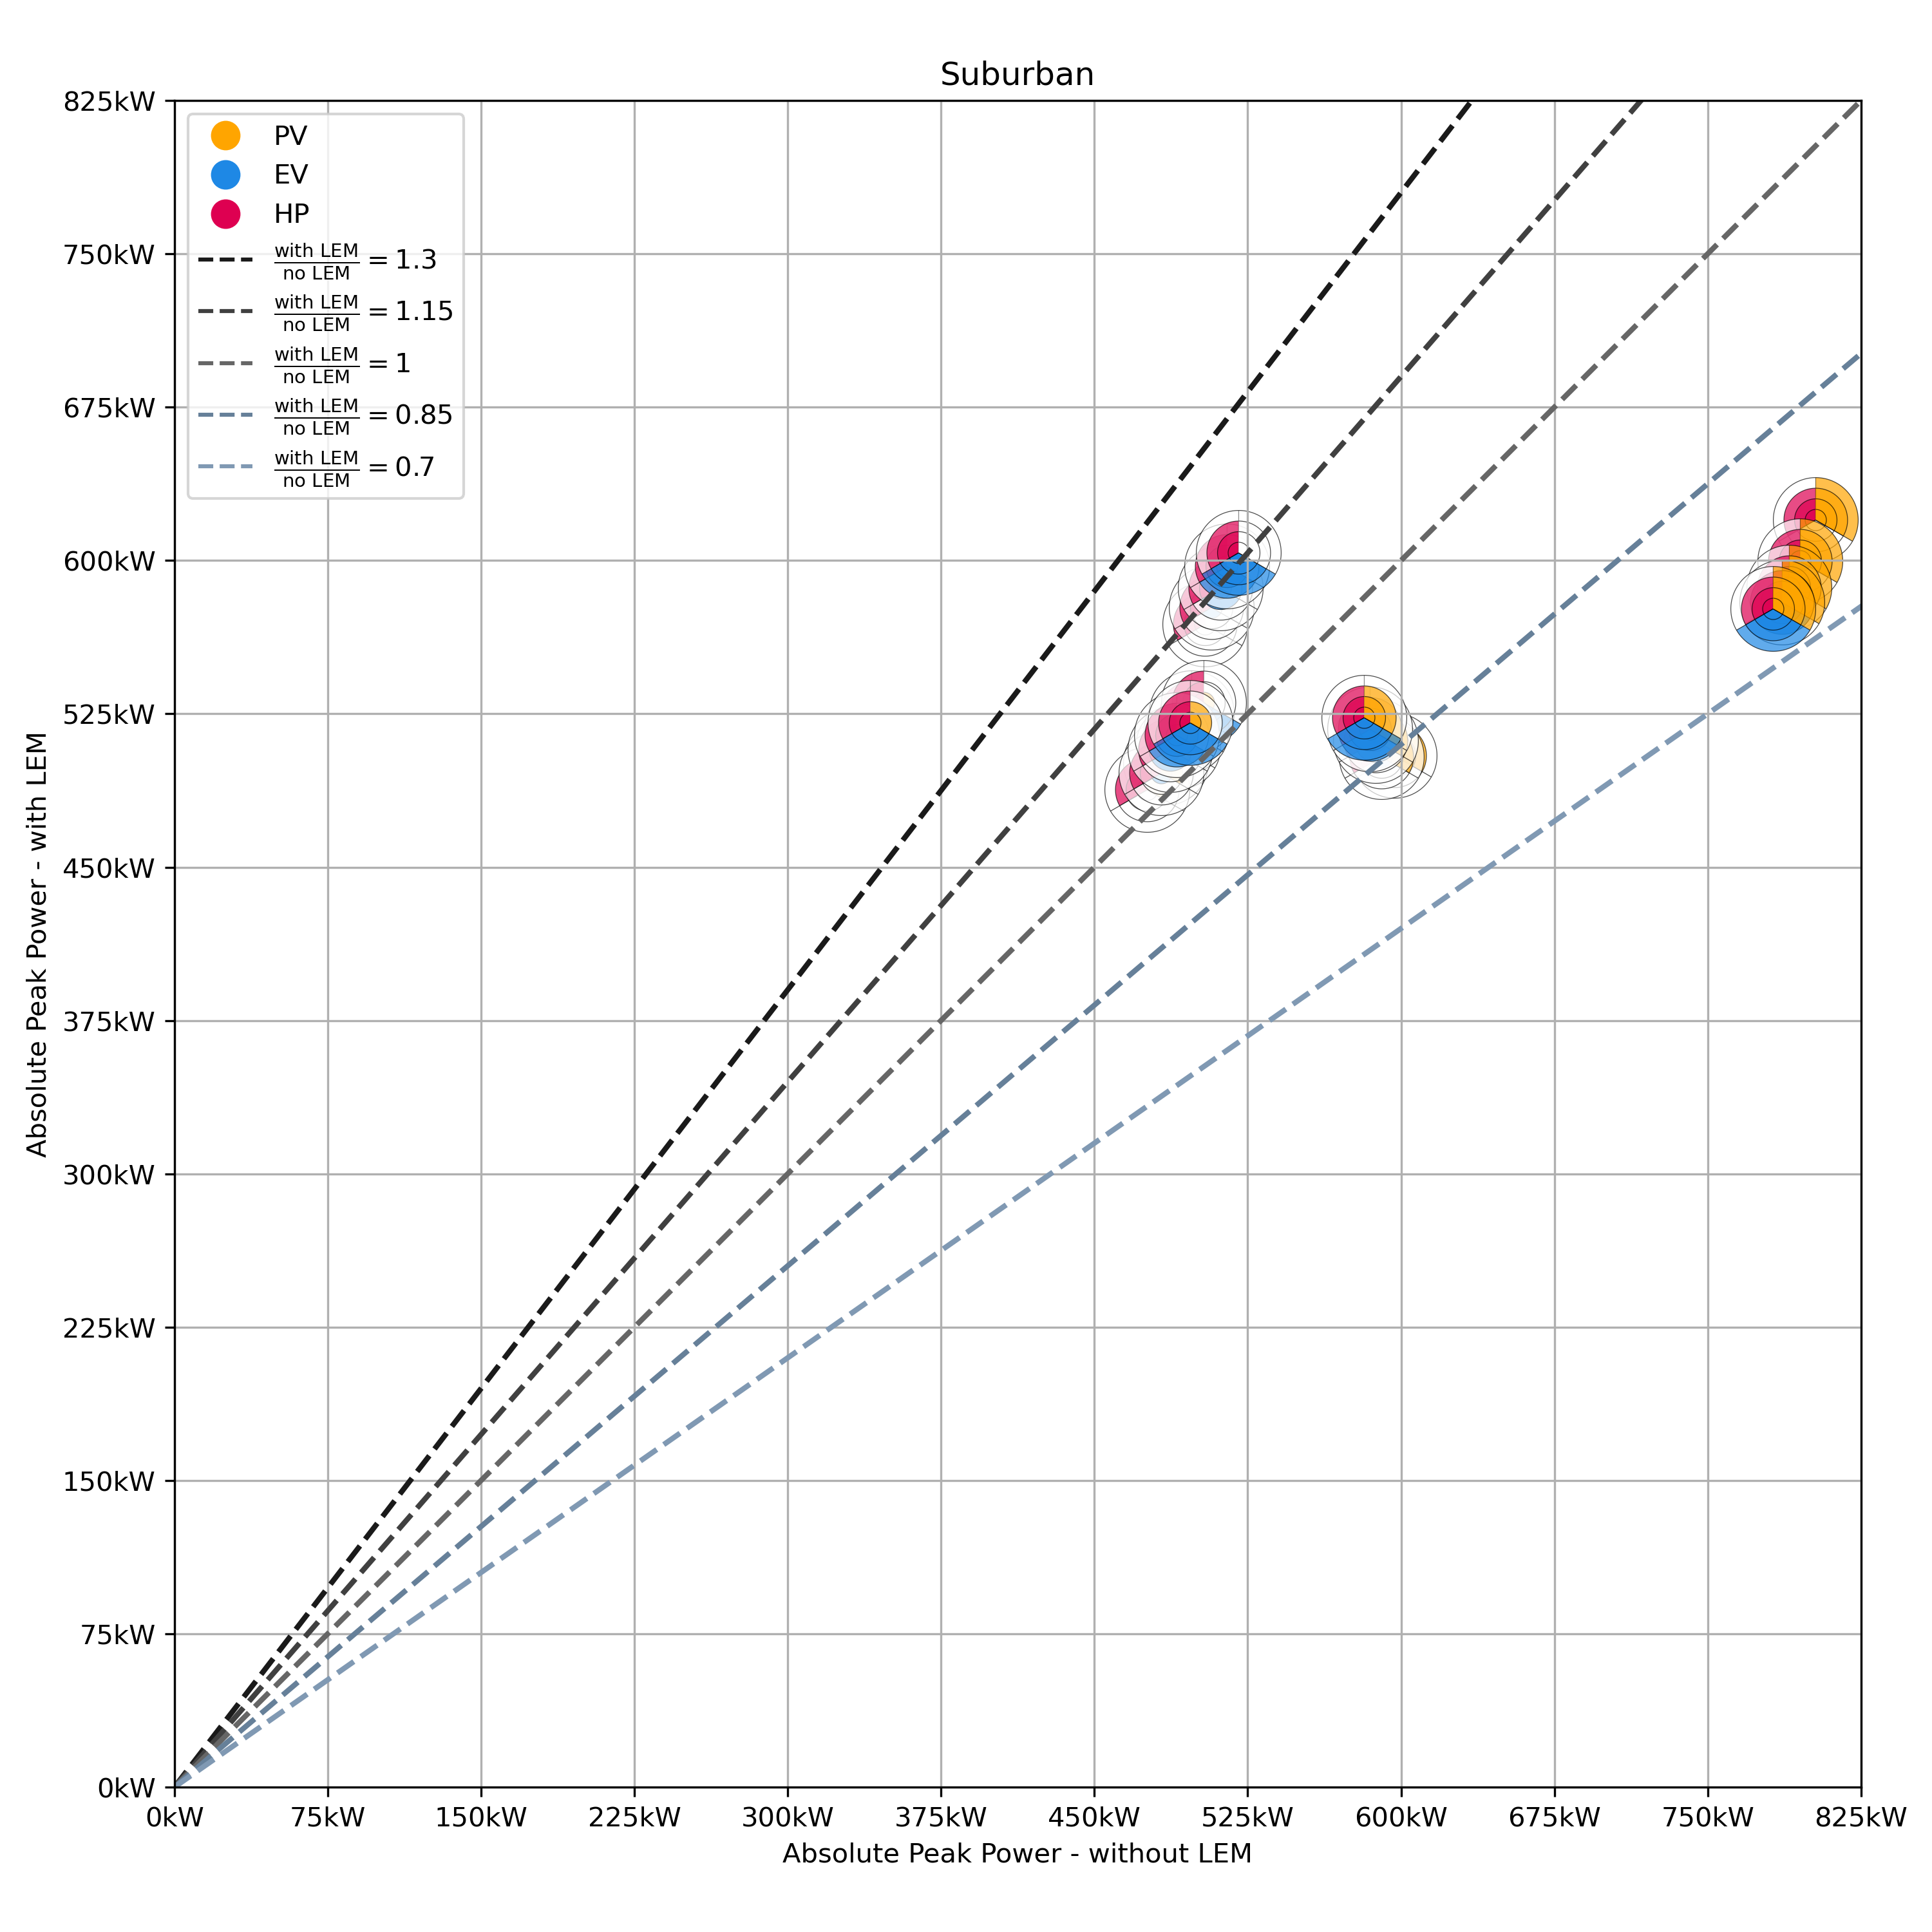 Suburban
825kW
750kW
675kW
600kW
525kW
450kW
375kW
300kW
225kW
150kW
75kW
0kW
PV
EV
HP
with LEM / no LEM = 1.3
with LEM / no LEM = 1.15
with LEM / no LEM = 1
with LEM / no LEM = 0.85
with LEM / no LEM = 0.7
Absolute Peak Power - with LEM
0kW 75kW 150kW 225kW 300kW 375kW 450kW 525kW 600kW 675kW 750kW 825kW
Absolute Peak Power - without LEM